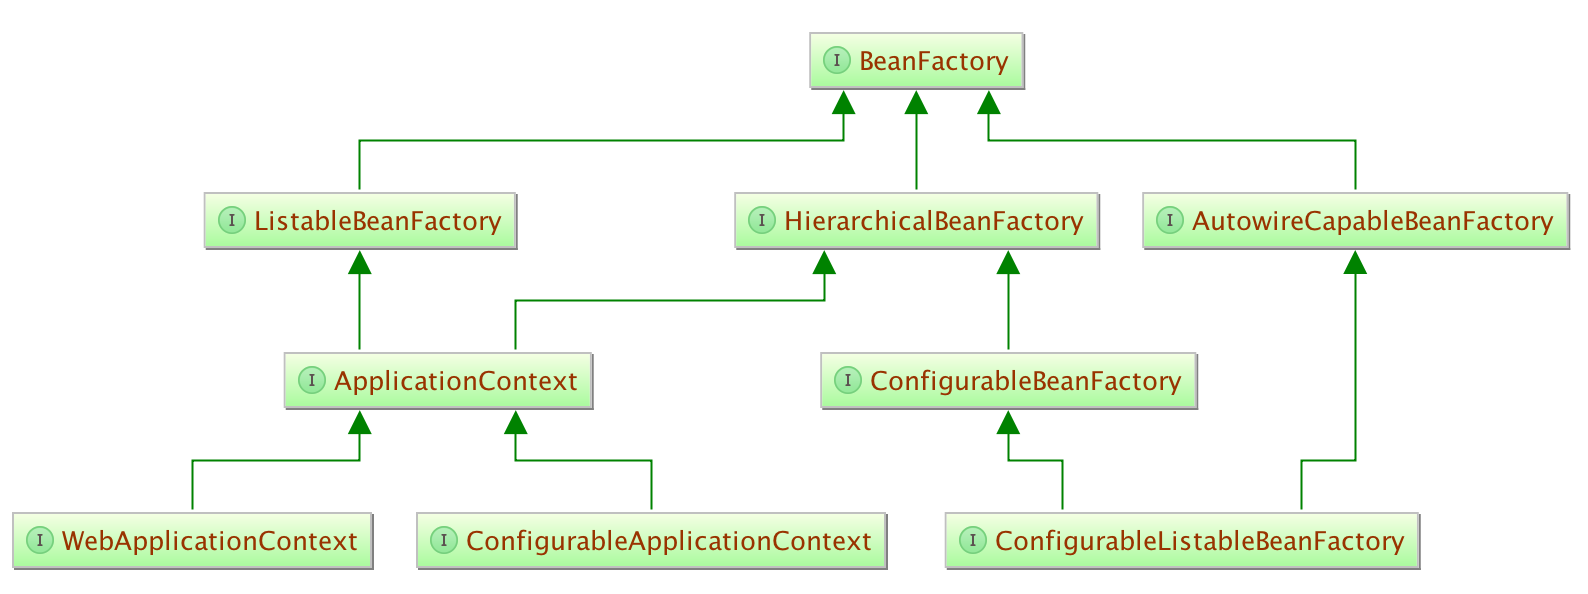 I BeanFactory
I ListableBeanFactory
I HierarchicalBeanFactory
I AutowireCapableBeanFactory
I ApplicationContext
I ConfigurableBeanFactory
I WebApplicationContext
I ConfigurableApplicationContext
I ConfigurableListableBeanFactory